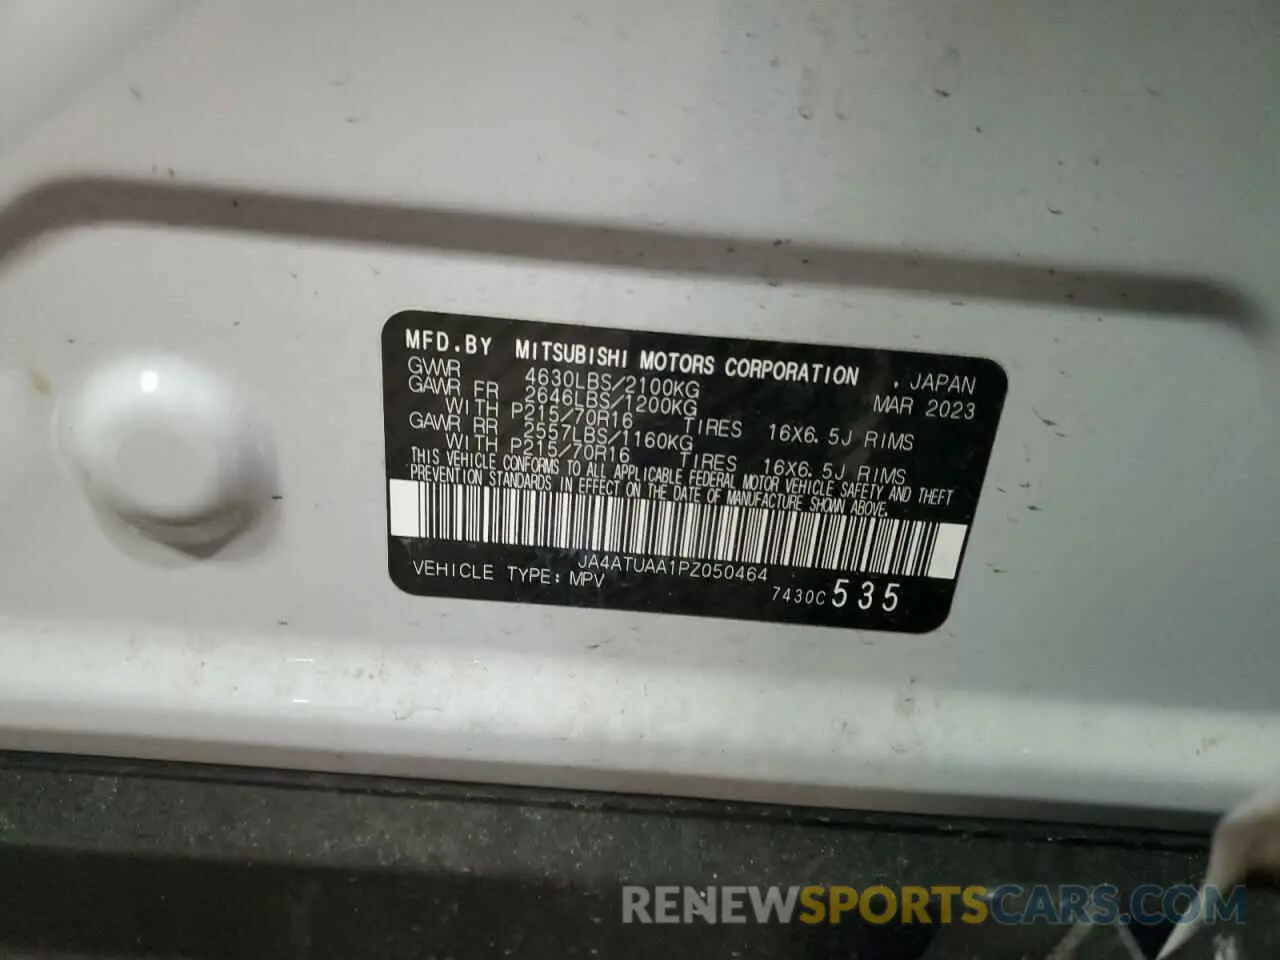 MFD.BY MITSUBISHI MOTORS CORPORATION , JAPAN
GVWR 4630LBS/2100KG MAR 2023
GAWR FR 2646LBS/1200KG
WITH P215/70R16 TIRES 16X6.5J RIMS
GAWR RR 2557LBS/1160KG
WITH P215/70R16 TIRES 16X6.5J RIMS
THIS VEHICLE CONFORMS TO ALL APPLICABLE FEDERAL MOTOR VEHICLE SAFETY AND THEFT
PREVENTION STANDARDS IN EFFECT ON THE DATE OF MANUFACTURE SHOWN ABOVE.
JA4ATUAA1PZ050464
VEHICLE TYPE: MPV
7430C 535
RENEWSPORTSCARS.COM